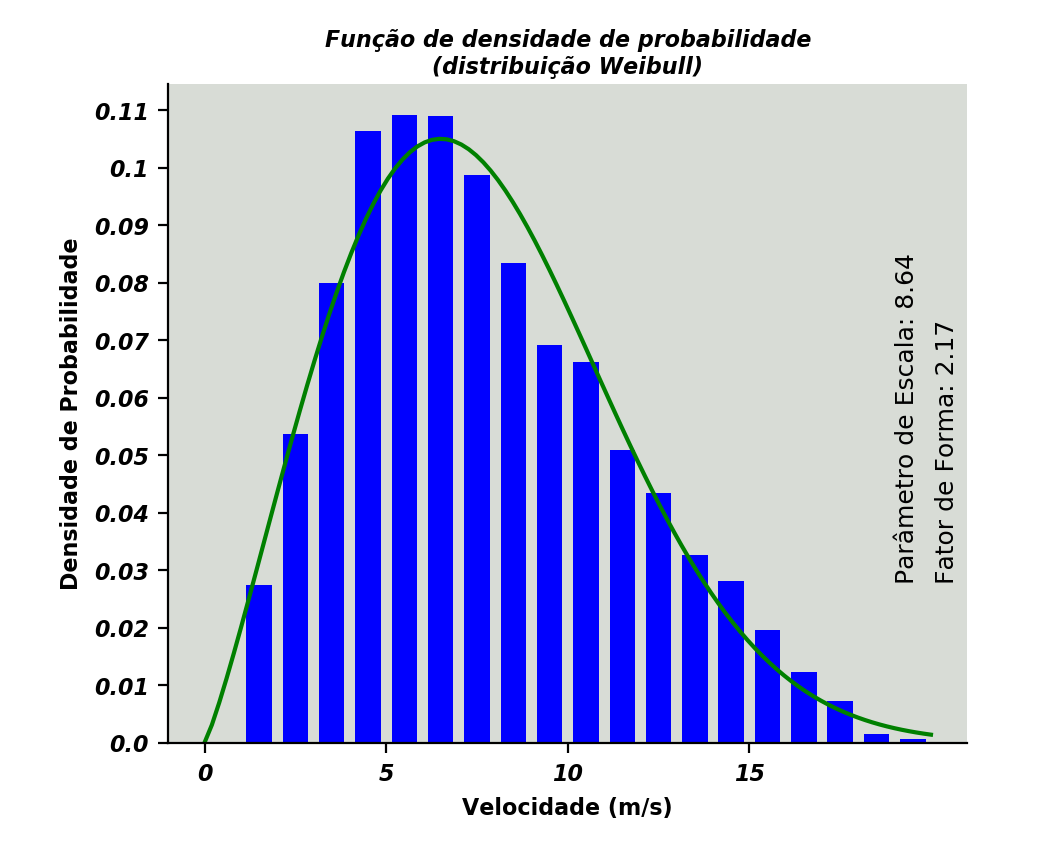 Função de densidade de probabilidade
(distribuição Weibull)
Densidade de Probabilidade
0.11
0.1
0.09
0.08
0.07
0.06
0.05
0.04
0.03
0.02
0.01
0.0
Parâmetro de Escala: 8.64
Fator de Forma: 2.17
0 5 10 15
Velocidade (m/s)